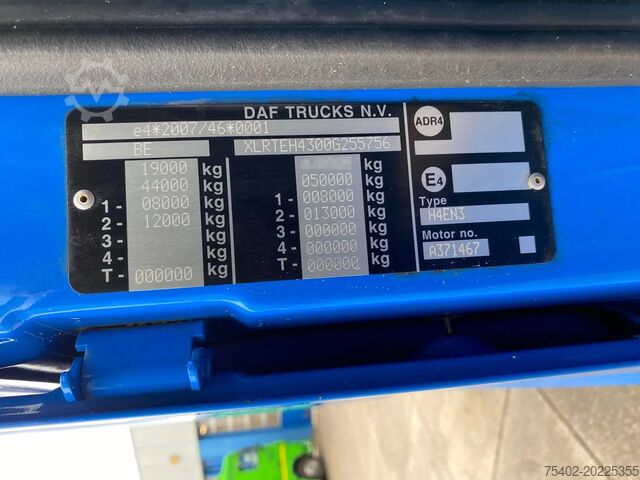 DAF TRUCKS N.V.
e4*2007/46*0001
BE XLRTEH4300G255756
19000 kg
44000 kg
1- 08000 kg
2- 12000 kg
3- kg
4- kg
T- 000000 kg
kg
050000 kg
1- 008000 kg
2- 013000 kg
3- 000000 kg
4- 000000 kg
T- 000000 kg
ADR4
E4
Type
H4EN3
Motor no.
A371467
75402-20225355